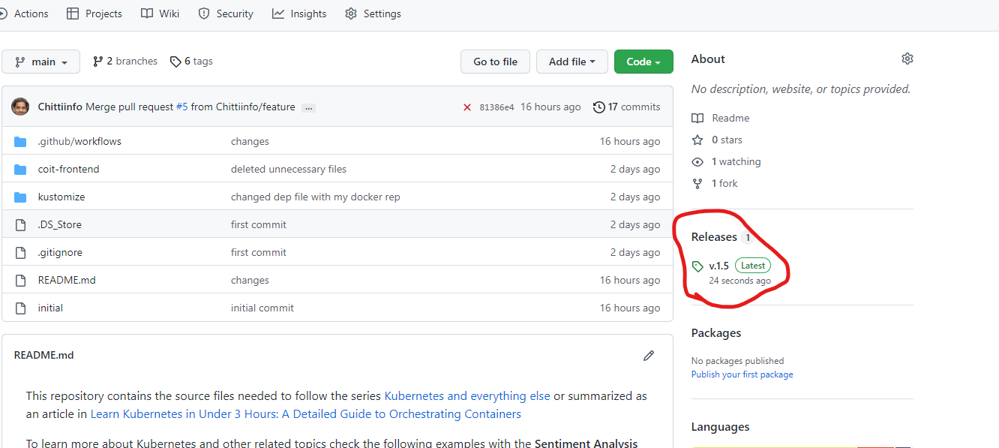 Actions Projects Wiki Security Insights Settings
main 2 branches 6 tags Go to file Add file Code
Chittiinfo Merge pull request #5 from Chittiinfo/feature ... 81386e4 16 hours ago 17 commits
.github/workflows changes 16 hours ago
coit-frontend deleted unnecessary files 2 days ago
kustomize changed dep file with my docker rep 2 days ago
.DS_Store first commit 2 days ago
.gitignore first commit 2 days ago
README.md changes 16 hours ago
initial initial commit 16 hours ago
README.md
This repository contains the source files needed to follow the series Kubernetes and everything else or summarized as
an article in Learn Kubernetes in Under 3 Hours: A Detailed Guide to Orchestrating Containers
To learn more about Kubernetes and other related topics check the following examples with the Sentiment Analysis
About
No description, website, or topics provided.
Readme
0 stars
1 watching
1 fork
Releases 1
v.1.5 Latest
24 seconds ago
Packages
No packages published
Publish your first package
Languages